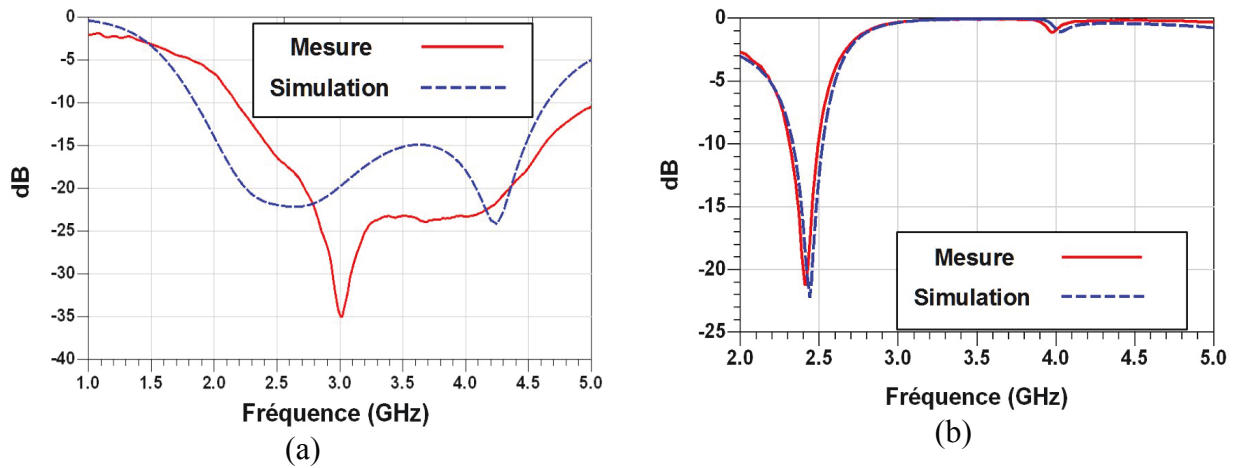 0
-5
-10
-15
-20
-25
-30
-35
-40
dB
1.0 1.5 2.0 2.5 3.0 3.5 4.0 4.5 5.0
Fréquence (GHz)
Mesure
Simulation
(a)
0
-5
-10
-15
-20
-25
dB
2.0 2.5 3.0 3.5 4.0 4.5 5.0
Fréquence (GHz)
Mesure
Simulation
(b)